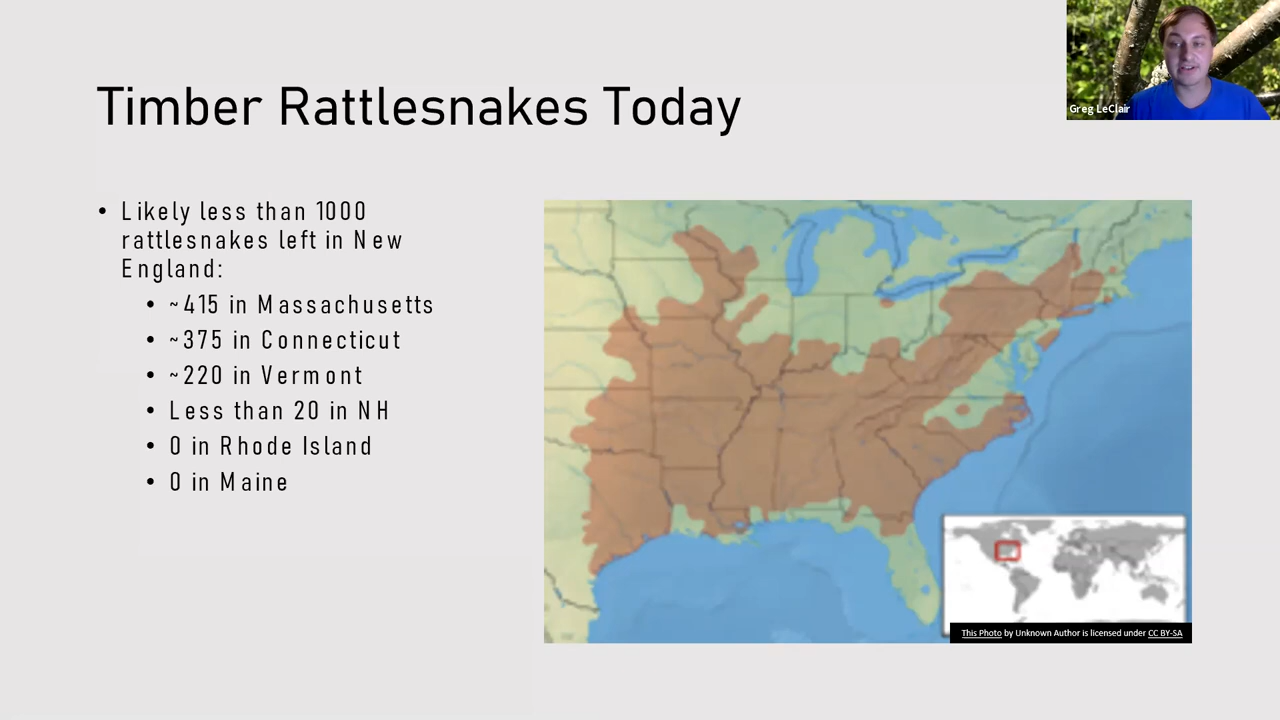 Greg LeClair
Timber Rattlesnakes Today
• Likely less than 1000
rattlesnakes left in New
England:
• ~415 in Massachusetts
• ~375 in Connecticut
• ~220 in Vermont
• Less than 20 in NH
• 0 in Rhode Island
• 0 in Maine
This Photo by Unknown Author is licensed under CC BY-SA